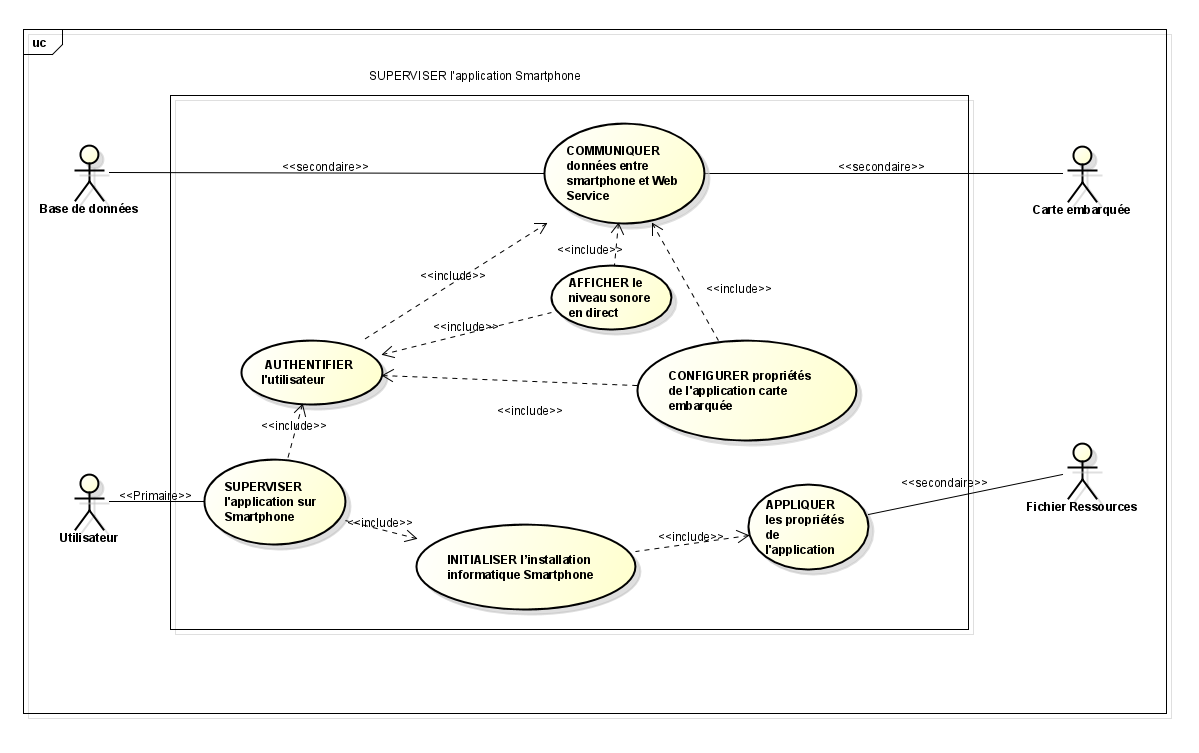 uc
SUPERVISER l'application Smartphone
<<secondaire>>
<<secondaire>>
COMMUNIQUER
données entre
smartphone et Web
Service
Base de données
Carte embarquée
<<include>>
<<include>>
<<include>>
AFFICHER le
niveau sonore
en direct
<<include>>
AUTHENTIFIER
l'utilisateur
CONFIGURER propriétés
de l'application carte
embarquée
<<include>>
<<include>>
SUPERVISER
l'application sur
Smartphone
<<Primaire>>
Utilisateur
<<include>>
INITIALISER l'installation
informatique Smartphone
<<include>>
APPLIQUER
les propriétés
de
l'application
<<secondaire>>
Fichier Ressources